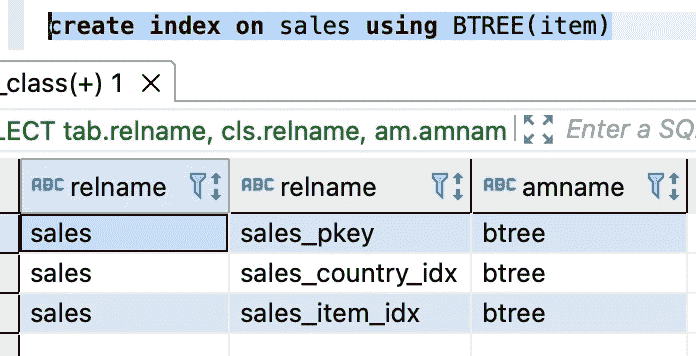 create index on sales using BTREE(item)
_class(+) 1
LECT tab.relname, cls.relname, am.amnam
Enter a SQ
ABC relname ABC relname ABC amname
sales sales_pkey btree
sales sales_country_idx btree
sales sales_item_idx btree